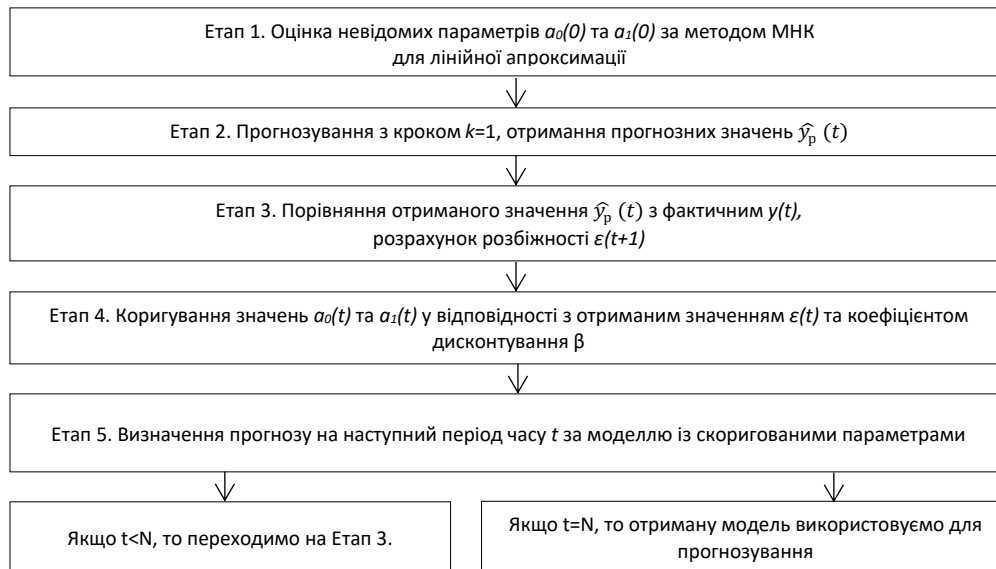 Етап 1. Оцінка невідомих параметрів a₀(0) та a₁(0) за методом МНК
для лінійної апроксимації
Етап 2. Прогнозування з кроком k=1, отримання прогнозних значень ŷₚ (t)
Етап 3. Порівняння отриманого значення ŷₚ (t) з фактичним y(t),
розрахунок розбіжності ε(t+1)
Етап 4. Коригування значень a₀(t) та a₁(t) у відповідності з отриманим значенням ε(t) та коефіцієнтом
дисконтування β
Етап 5. Визначення прогнозу на наступний період часу t за моделлю із скоригованими параметрами
Якщо t<N, то переходимо на Етап 3.
Якщо t=N, то отриману модель використовуємо для
прогнозування